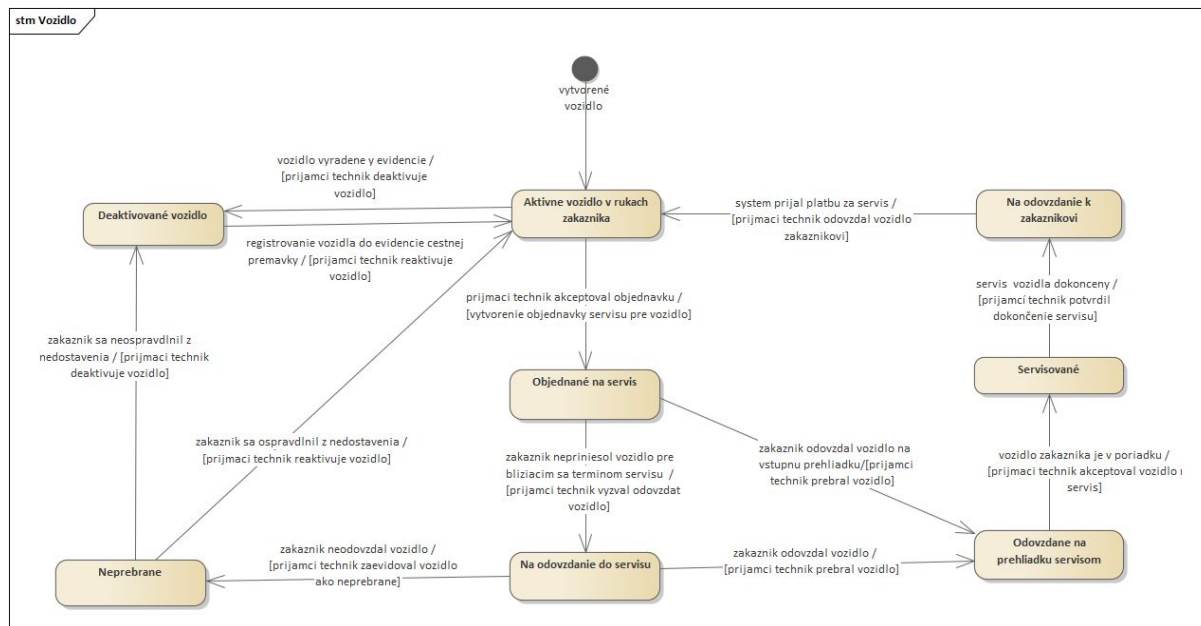 stm Vozidlo
vytvorené
vozidlo
vozidlo vyradene y evidencie /
[prijamci technik deaktivuje
vozidlo]
Deaktivované vozidlo
Aktivne vozidlo v rukach
zakaznika
system prijal platbu za servis /
[prijmaci technik odovzdal vozidlo
zakaznikovi]
Na odovzdanie k
zakaznikovi
registrovanie vozidla do evidencie cestnej
premavky / [prijamci technik reaktivuje
vozidlo]
prijmaci technik akceptoval objednavku /
[vytvorenie objednavky servisu pre vozidlo]
servis vozidla dokonceny /
[prijamcí technik potvrdil
dokončenie servisu]
zakaznik sa neospravdlnil z
nedostavenia / [prijmaci technik
deaktivuje vozidlo]
Objednané na servis
Servisované
zakaznik sa ospravdlnil z nedostavenia /
[prijmaci technik reaktivuje vozidlo]
zakaznik nepriniesol vozidlo pre
bliziacim sa terminom servisu /
[prijamci technik vyzval odovzdat
vozidlo]
zakaznik odovzdal vozidlo na
vstupnu prehliadku/[prijamci
technik prebral vozidlo]
vozidlo zakaznika je v poriadku /
[prijmaci technik akceptoval vozidlo
servis]
Neprebrane
zakaznik neodovzdal vozidlo /
[prijamci technik zaevidoval vozidlo
ako neprebrane]
Na odovzdanie do servisu
zakaznik odovzdal vozidlo /
[prijamci technik prebral vozidlo]
Odovzdane na
prehliadku servisom